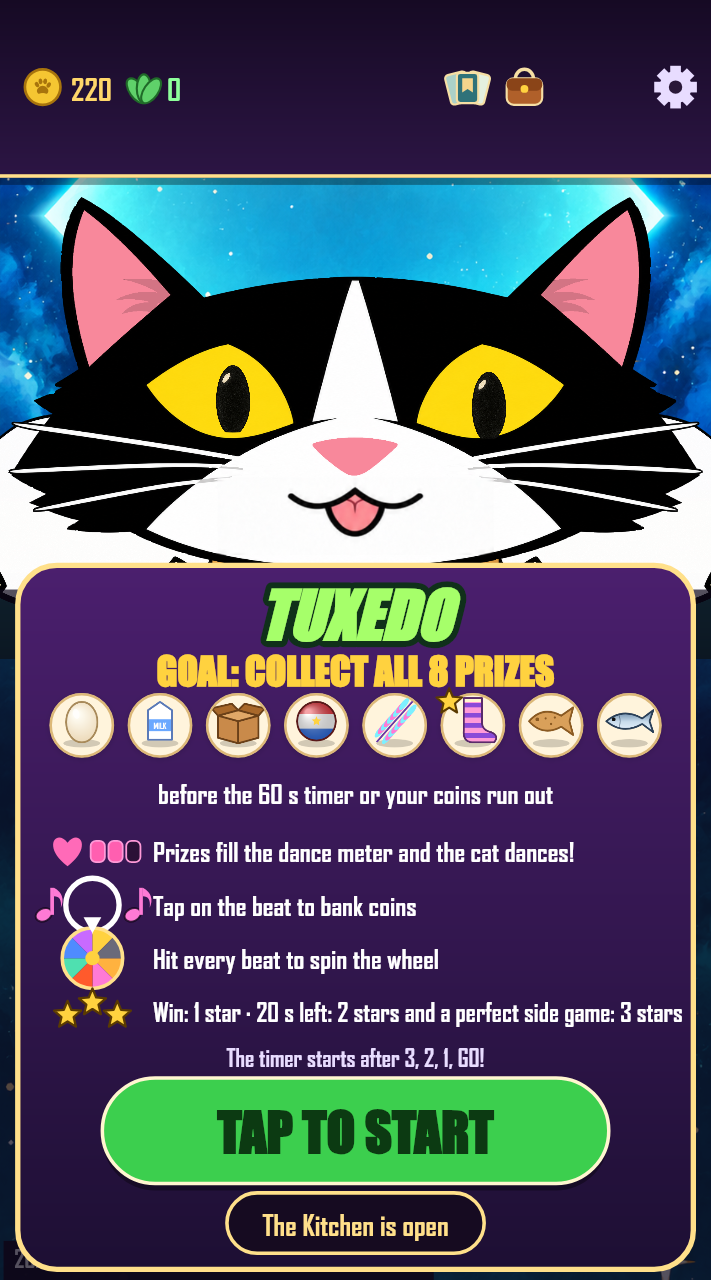 220 0
TUXEDO
GOAL: COLLECT ALL 8 PRIZES
MILK
before the 60 s timer or your coins run out
Prizes fill the dance meter and the cat dances!
Tap on the beat to bank coins
Hit every beat to spin the wheel
Win: 1 star · 20 s left: 2 stars and a perfect side game: 3 stars
The timer starts after 3, 2, 1, GO!
TAP TO START
The Kitchen is open